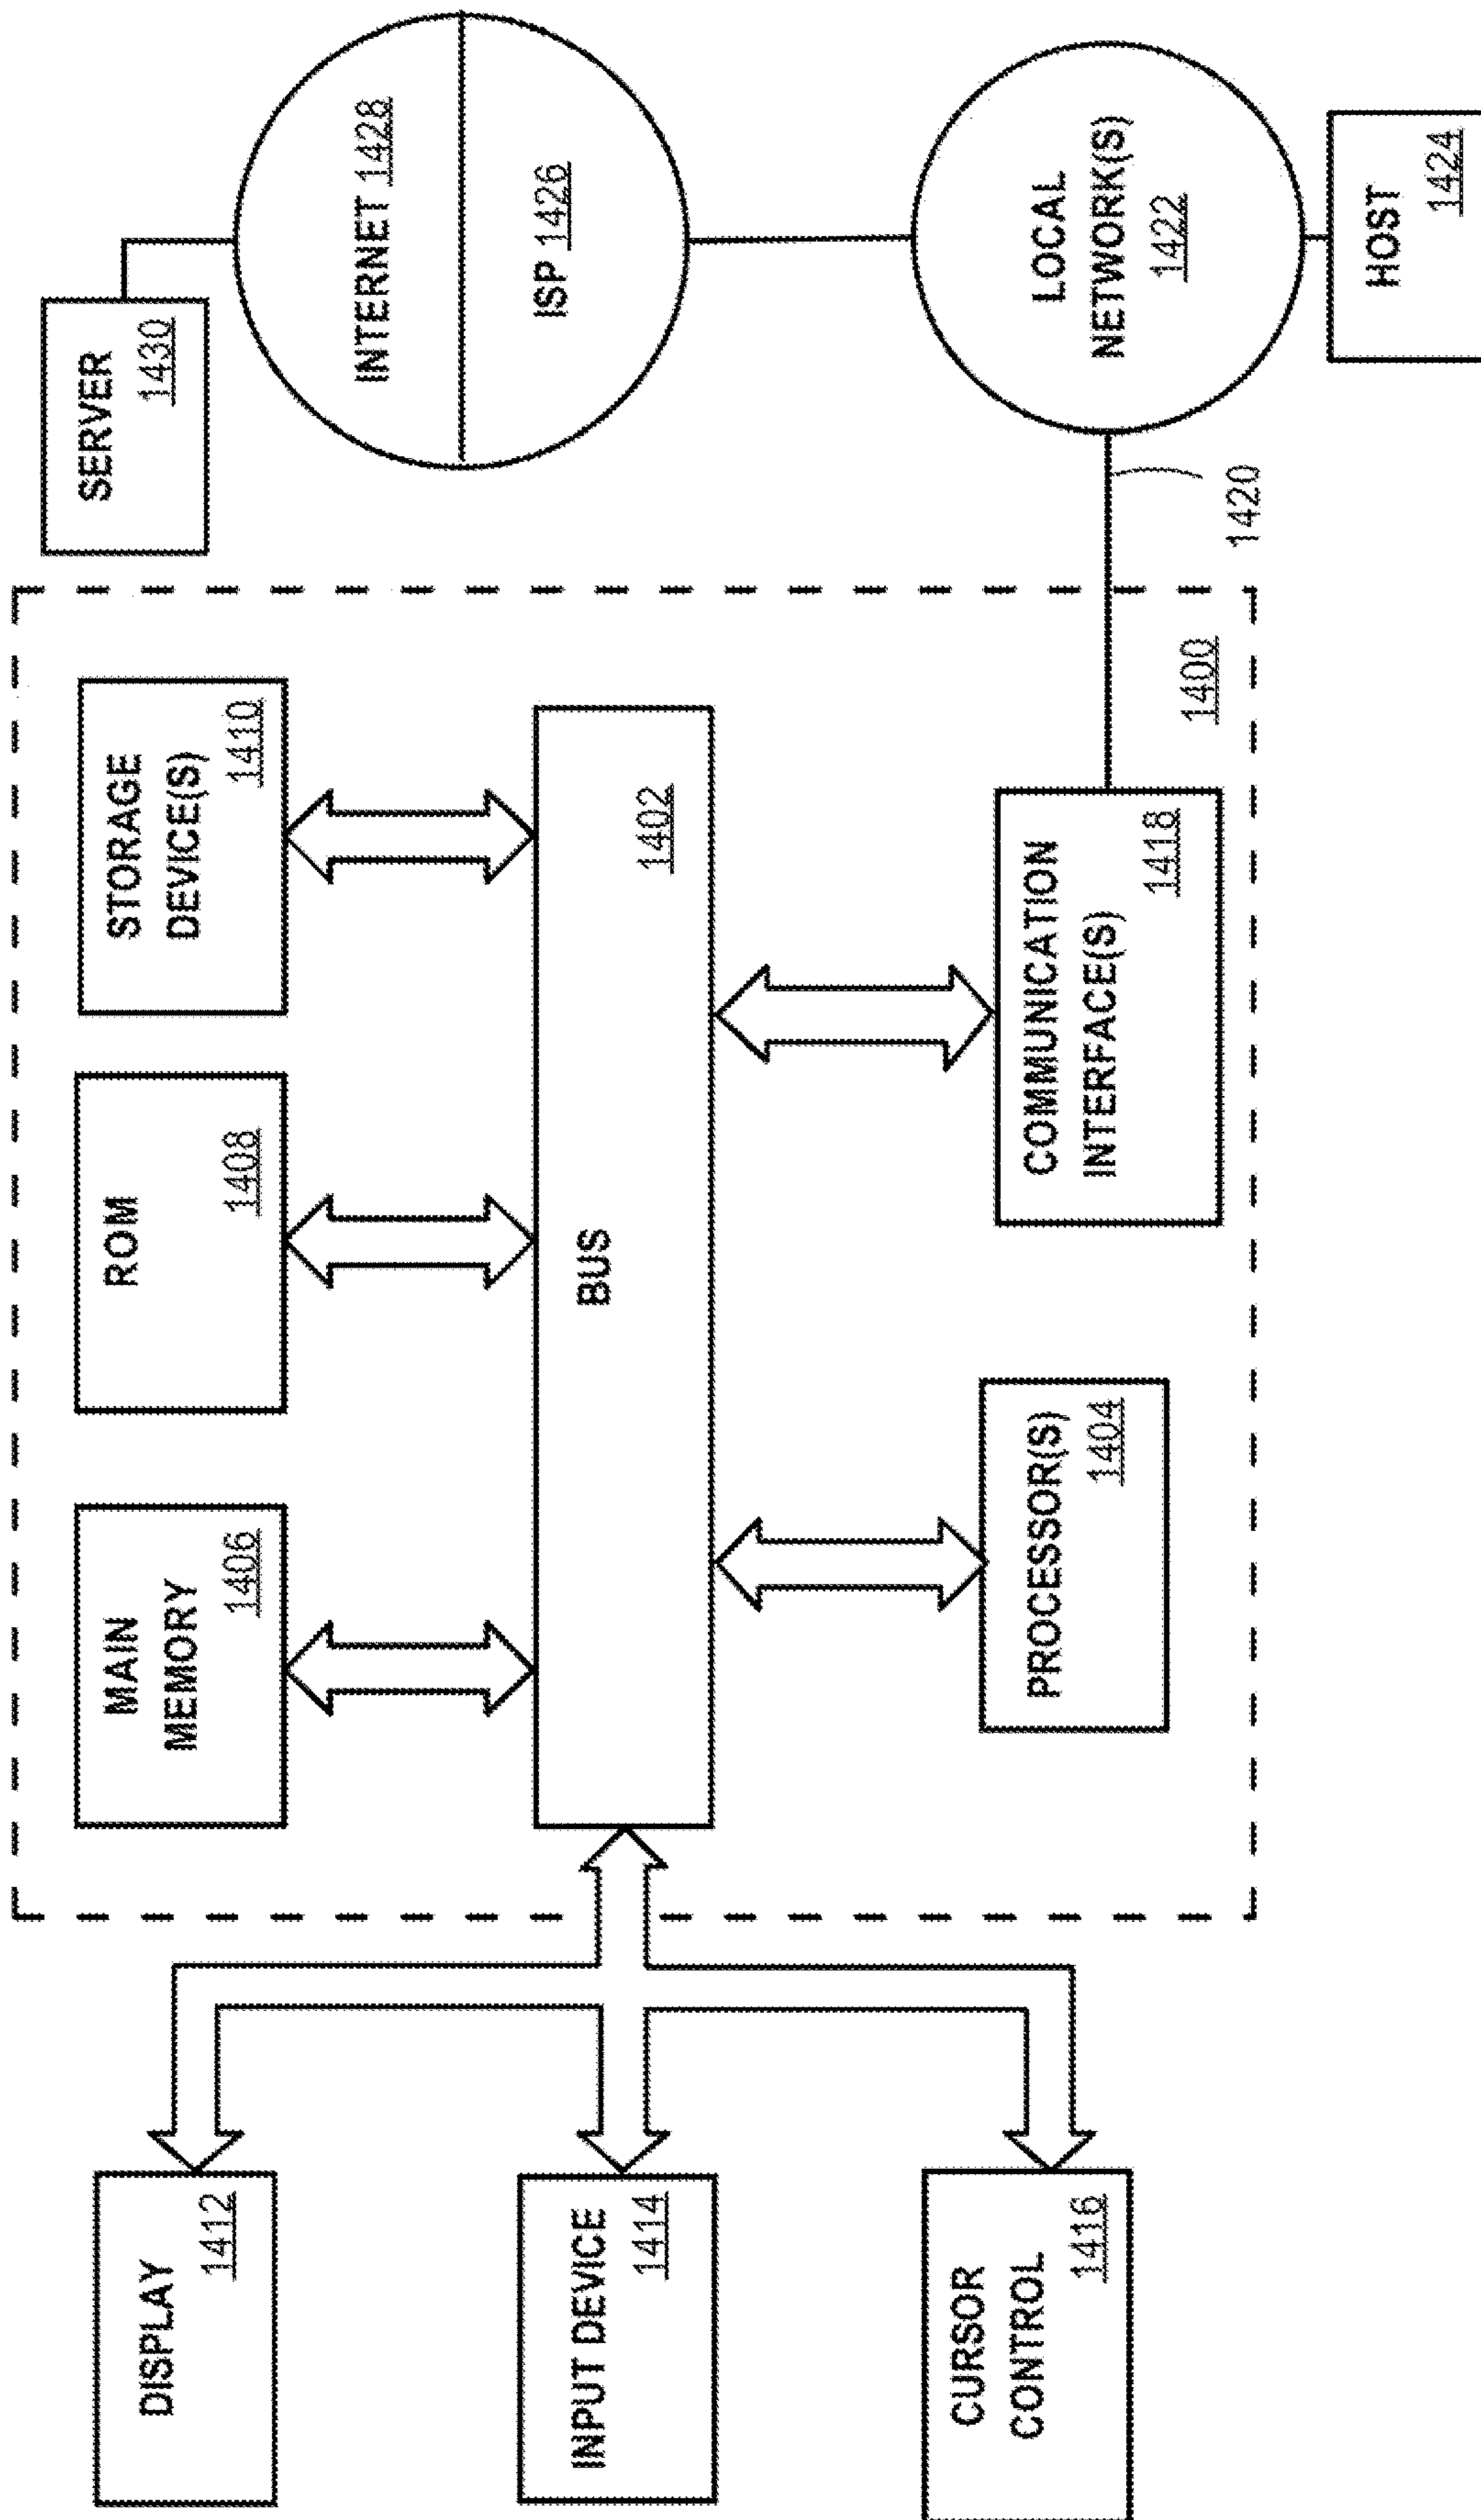 DISPLAY
1412
MAIN
MEMORY
1406
ROM
1408
STORAGE
DEVICE(S)
1410
SERVER
1430
INPUT DEVICE
1414
BUS
1402
INTERNET 1428
ISP 1426
CURSOR
CONTROL
1416
PROCESSOR(S)
1404
COMMUNICATION
INTERFACE(S)
1418
1400
1420
LOCAL
NETWORK(S)
1422
HOST
1424